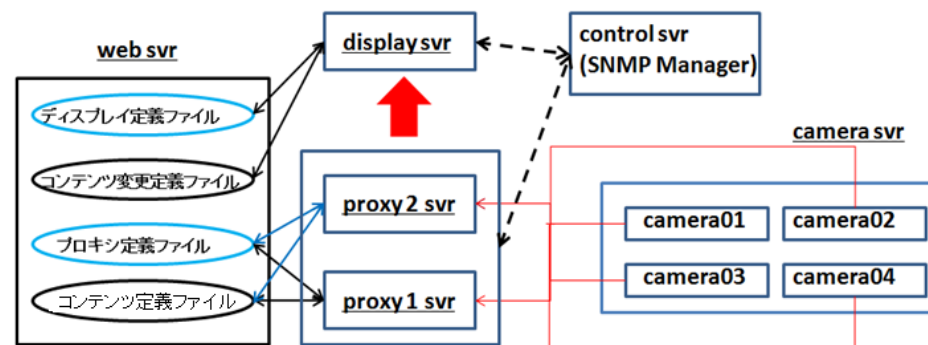 web svr
ディスプレイ定義ファイル
コンテンツ変更定義ファイル
プロキシ定義ファイル
コンテンツ定義ファイル
display svr
proxy 2 svr
proxy 1 svr
control svr
(SNMP Manager)
camera svr
camera01
camera02
camera03
camera04